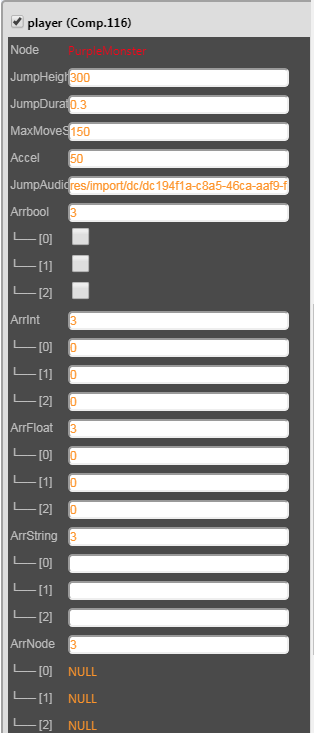 player (Comp.116)
Node PurpleMonster
JumpHeigh 300
JumpDurat 0.3
MaxMoveS 150
Accel 50
JumpAudio res/import/dc/dc194f1a-c8a5-46ca-aaf9-f
Arrbool 3
[0]
[1]
[2]
ArrInt 3
[0] 0
[1] 0
[2] 0
ArrFloat 3
[0] 0
[1] 0
[2] 0
ArrString 3
[0]
[1]
[2]
ArrNode 3
[0] NULL
[1] NULL
[2] NULL